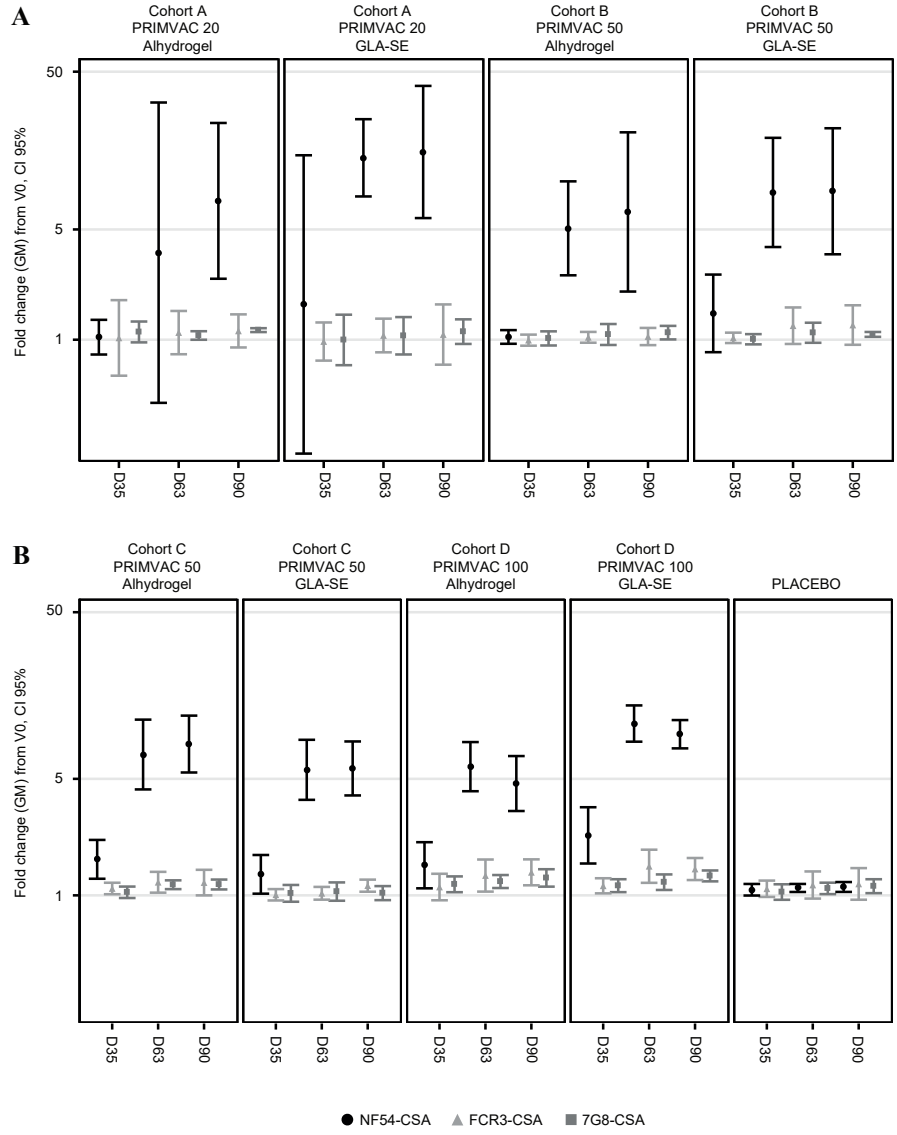 A
Cohort A
PRIMVAC 20
Alhydrogel
Cohort A
PRIMVAC 20
GLA-SE
Cohort B
PRIMVAC 50
Alhydrogel
Cohort B
PRIMVAC 50
GLA-SE
Fold change (GM) from V0, CI 95%
50
5
1
D35
D63
D90
D35
D63
D90
D35
D63
D90
D35
D63
D90
B
Cohort C
PRIMVAC 50
Alhydrogel
Cohort C
PRIMVAC 50
GLA-SE
Cohort D
PRIMVAC 100
Alhydrogel
Cohort D
PRIMVAC 100
GLA-SE
PLACEBO
Fold change (GM) from V0, CI 95%
50
5
1
D35
D63
D90
D35
D63
D90
D35
D63
D90
D35
D63
D90
D35
D63
D90
NF54-CSA FCR3-CSA 7G8-CSA